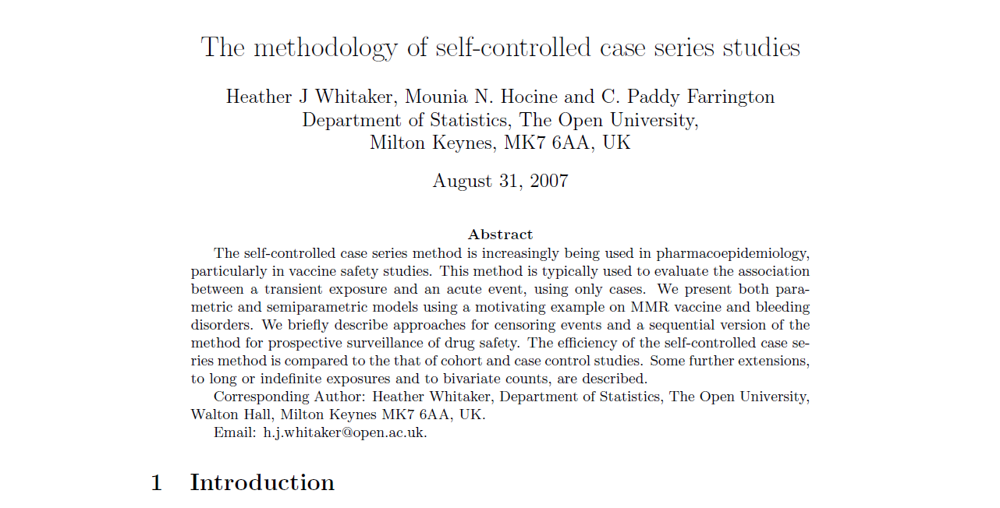 The methodology of self-controlled case series studies
Heather J Whitaker, Mounia N. Hocine and C. Paddy Farrington
Department of Statistics, The Open University,
Milton Keynes, MK7 6AA, UK
August 31, 2007
Abstract
The self-controlled case series method is increasingly being used in pharmacoepidemiology,
particularly in vaccine safety studies. This method is typically used to evaluate the association
between a transient exposure and an acute event, using only cases. We present both para-
metric and semiparametric models using a motivating example on MMR vaccine and bleeding
disorders. We briefly describe approaches for censoring events and a sequential version of the
method for prospective surveillance of drug safety. The efficiency of the self-controlled case se-
ries method is compared to the that of cohort and case control studies. Some further extensions,
to long or indefinite exposures and to bivariate counts, are described.
Corresponding Author: Heather Whitaker, Department of Statistics, The Open University,
Walton Hall, Milton Keynes MK7 6AA, UK.
Email: h.j.whitaker@open.ac.uk.
1 Introduction